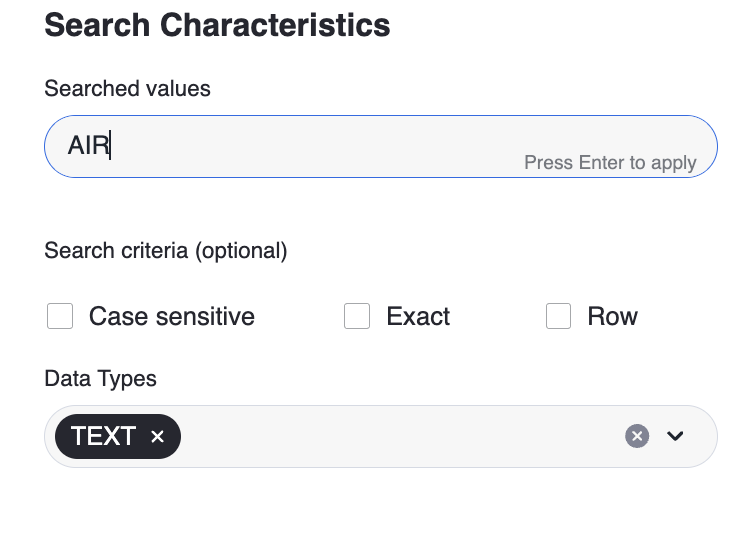 Search Characteristics
Searched values
AIR
Press Enter to apply
Search criteria (optional)
Case sensitive Exact Row
Data Types
TEXT ×